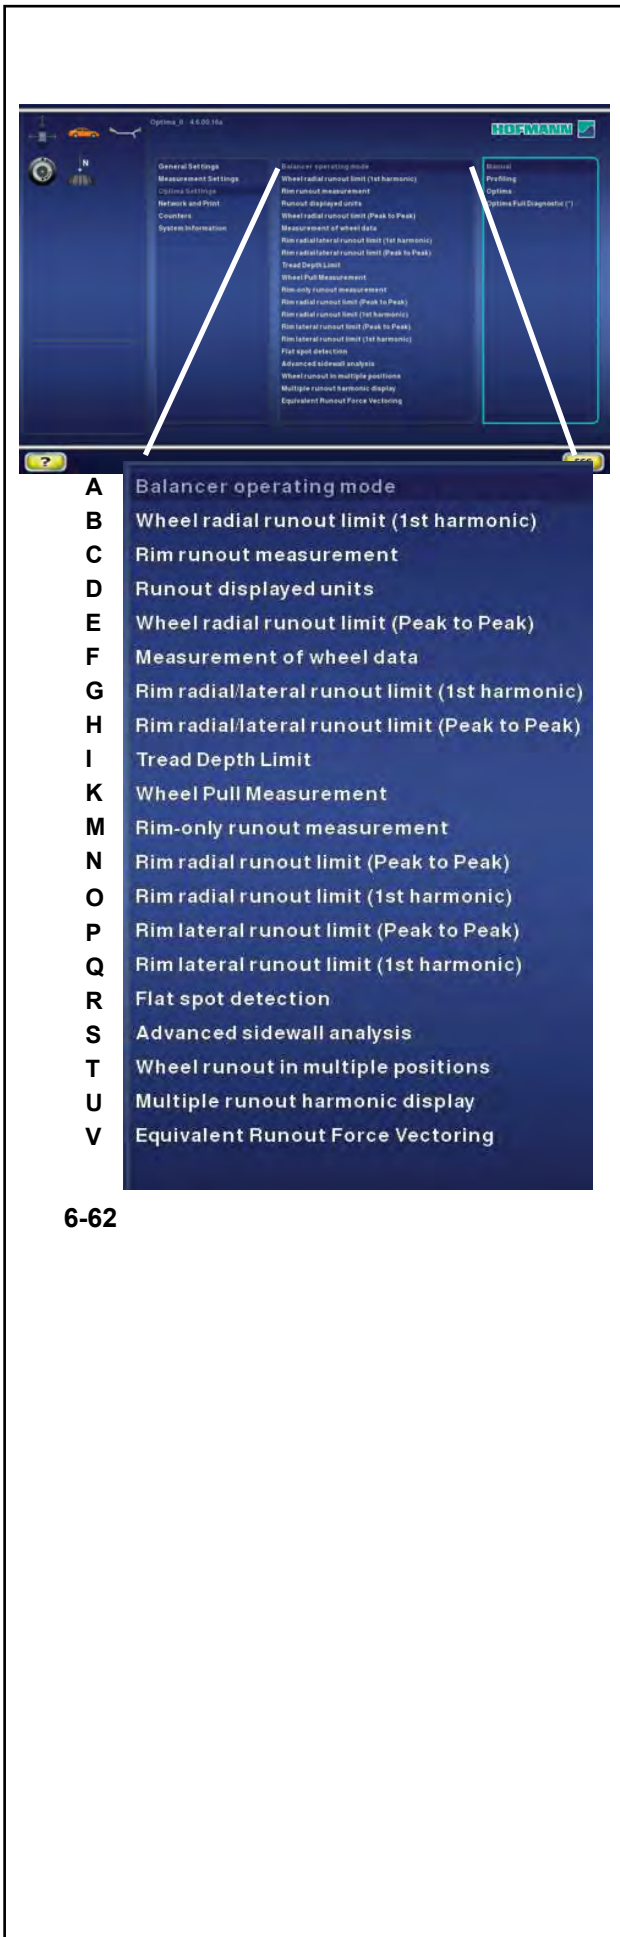 Optima_II - 4.6.00.16a
HOFMANN
N
General Settings
Measurement Settings
Optima Settings
Network and Print
Counters
System Information
Balancer operating mode
Wheel radial runout limit (1st harmonic)
Rim runout measurement
Runout displayed units
Wheel radial runout limit (Peak to Peak)
Measurement of wheel data
Rim radial/lateral runout limit (1st harmonic)
Rim radial/lateral runout limit (Peak to Peak)
Tread Depth Limit
Wheel Pull Measurement
Rim-only runout measurement
Rim radial runout limit (Peak to Peak)
Rim radial runout limit (1st harmonic)
Rim lateral runout limit (Peak to Peak)
Rim lateral runout limit (1st harmonic)
Flat spot detection
Advanced sidewall analysis
Wheel runout in multiple positions
Multiple runout harmonic display
Equivalent Runout Force Vectoring
Manual
Profiling
Optima
Optima Full Diagnostic (*)
?
ESC
A Balancer operating mode
B Wheel radial runout limit (1st harmonic)
C Rim runout measurement
D Runout displayed units
E Wheel radial runout limit (Peak to Peak)
F Measurement of wheel data
G Rim radial/lateral runout limit (1st harmonic)
H Rim radial/lateral runout limit (Peak to Peak)
I Tread Depth Limit
K Wheel Pull Measurement
M Rim-only runout measurement
N Rim radial runout limit (Peak to Peak)
O Rim radial runout limit (1st harmonic)
P Rim lateral runout limit (Peak to Peak)
Q Rim lateral runout limit (1st harmonic)
R Flat spot detection
S Advanced sidewall analysis
T Wheel runout in multiple positions
U Multiple runout harmonic display
V Equivalent Runout Force Vectoring
6-62